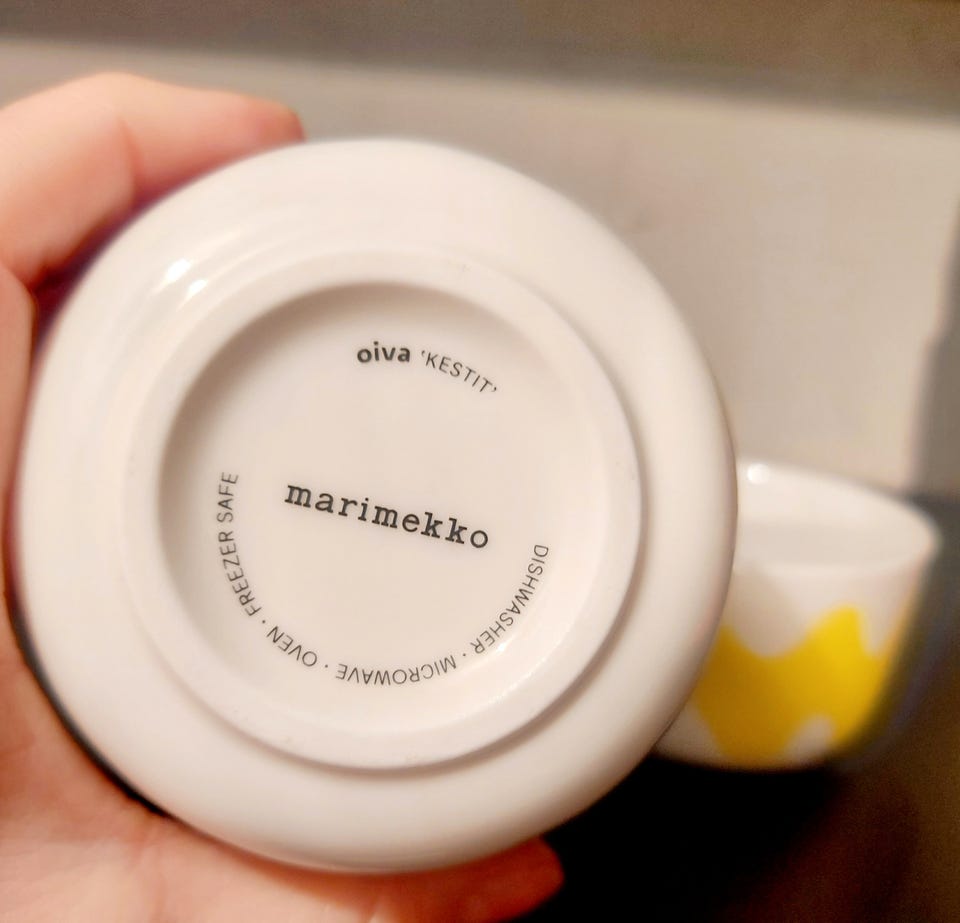 oiva 'KESTIT'
marimekko
DISHWASHER · MICROWAVE · OVEN · FREEZER SAFE